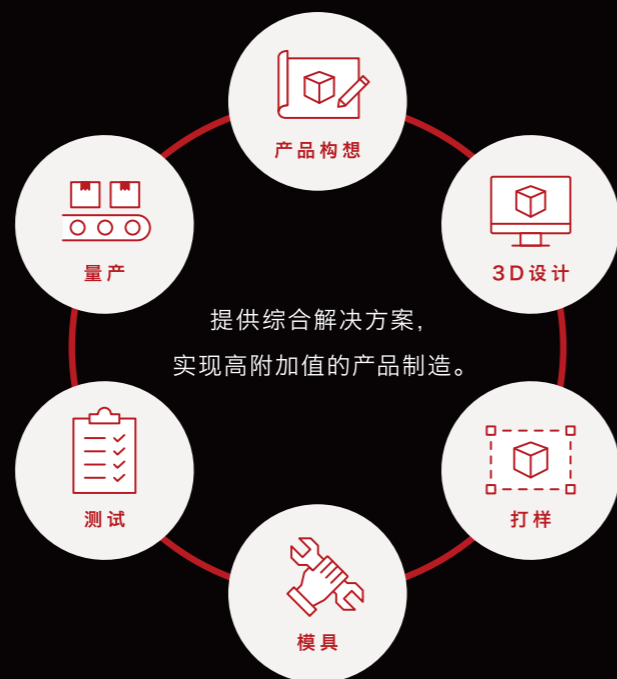 产品构想
3D设计
打样
模具
测试
量产
提供综合解决方案,
实现高附加值的产品制造。